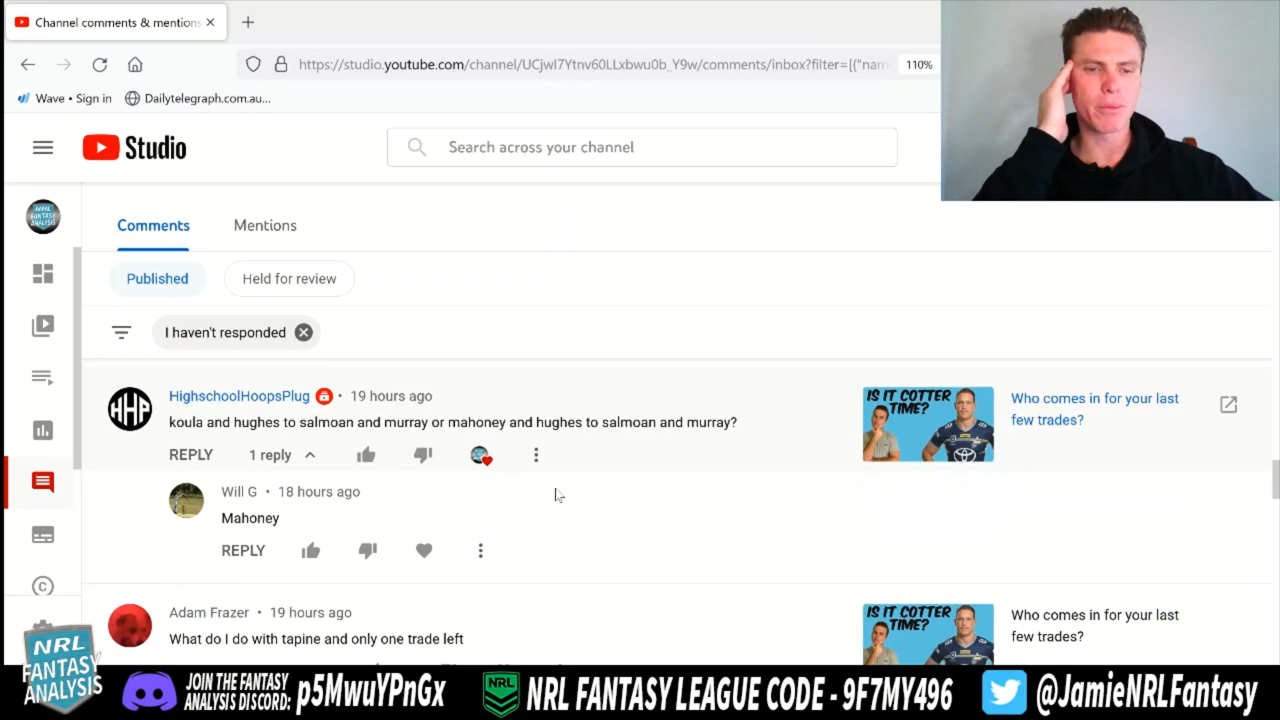 Channel comments & mentions
https://studio.youtube.com/channel/UCjwI7Ytnv60LLxbwu0b_Y9w/comments/inbox?filter=[{"nam
110%
Wave • Sign in
Dailytelegraph.com.au...
Studio
Search across your channel
NRL
FANTASY
ANALYSIS
Comments
Mentions
Published
Held for review
I haven't responded
HHP
HighschoolHoopsPlug • 19 hours ago
koula and hughes to salmoan and murray or mahoney and hughes to salmoan and murray?
REPLY
1 reply
IS IT COTTER
TIME?
Who comes in for your last
few trades?
Will G • 18 hours ago
Mahoney
REPLY
Adam Frazer • 19 hours ago
What do I do with tapine and only one trade left
IS IT COTTER
TIME?
Who comes in for your last
few trades?
NRL
FANTASY
ANALYSIS
JOIN THE FANTASY
ANALYSIS DISCORD:
p5MwuYPnGx
NRL
NRL FANTASY LEAGUE CODE - 9F7MY496
@JamieNRLFantasy